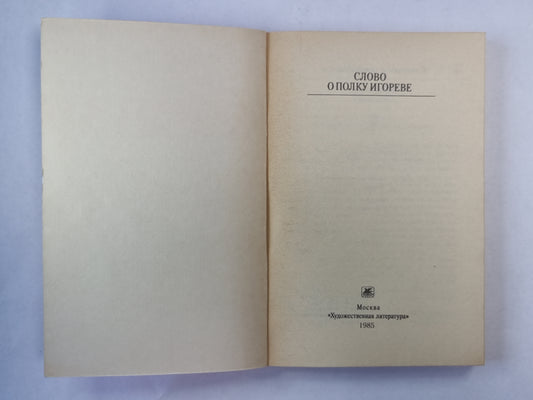 СЛОВО
О ПОЛКУ ИГОРЕВЕ
Москва
«Художественная литература»
1985